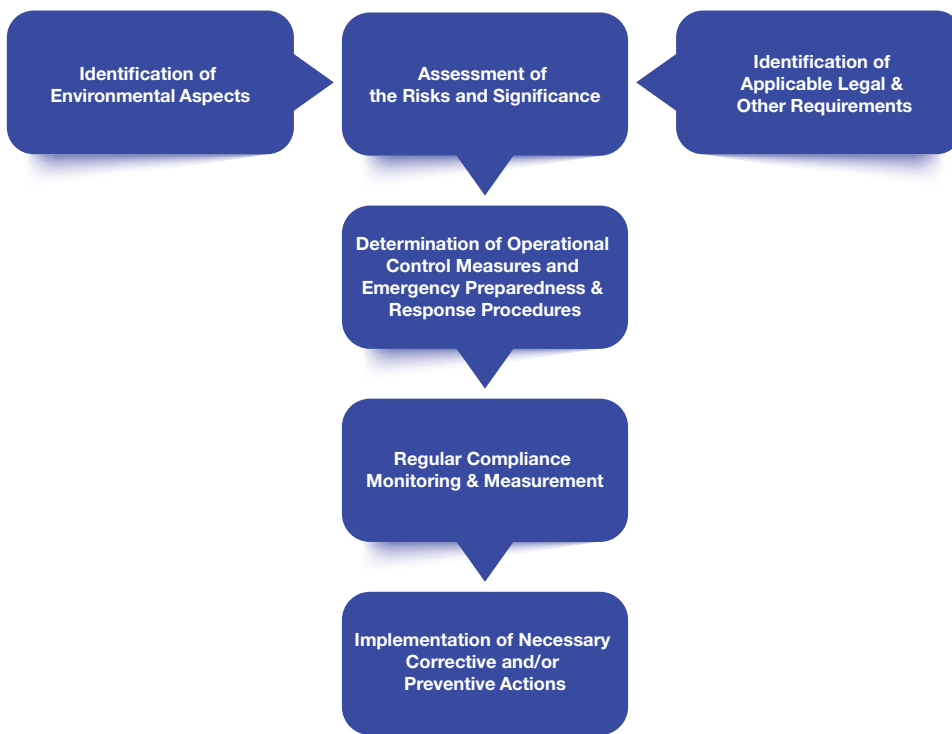 Identification of
Environmental Aspects
Assessment of
the Risks and Significance
Identification of
Applicable Legal &
Other Requirements
Determination of Operational
Control Measures and
Emergency Preparedness &
Response Procedures
Regular Compliance
Monitoring & Measurement
Implementation of Necessary
Corrective and/or
Preventive Actions